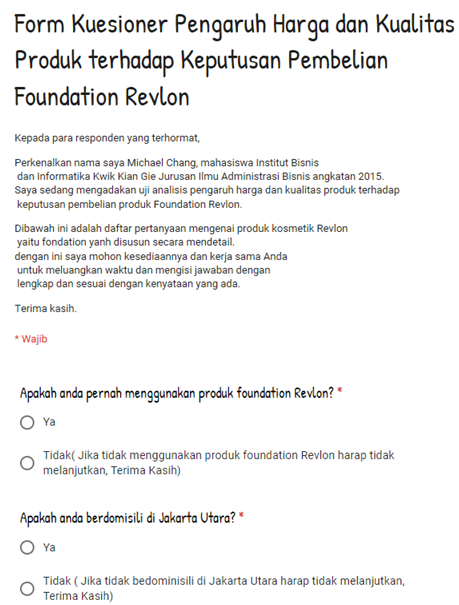 Form Kuesioner Pengaruh Harga dan Kualitas
Produk terhadap Keputusan Pembelian
Foundation Revlon
Kepada para responden yang terhormat,
Perkenalkan nama saya Michael Chang, mahasiswa Institut Bisnis
dan Informatika Kwik Kian Gie Jurusan Ilmu Administrasi Bisnis angkatan 2015.
Saya sedang mengadakan uji analisis pengaruh harga dan kualitas produk terhadap
keputusan pembelian produk Foundation Revlon.
Dibawah ini adalah daftar pertanyaan mengenai produk kosmetik Revlon
yaitu fondation yanh disusun secara mendetail.
dengan ini saya mohon kesediaannya dan kerja sama Anda
untuk meluangkan waktu dan mengisi jawaban dengan
lengkap dan sesuai dengan kenyataan yang ada.
Terima kasih.
* Wajib
Apakah anda pernah menggunakan produk foundation Revlon? *
Ya
Tidak( Jika tidak menggunakan produk foundation Revlon harap tidak
melanjutkan, Terima Kasih)
Apakah anda berdomisili di Jakarta Utara? *
Ya
Tidak ( Jika tidak bedominisili di Jakarta Utara harap tidak melanjutkan,
Terima Kasih)